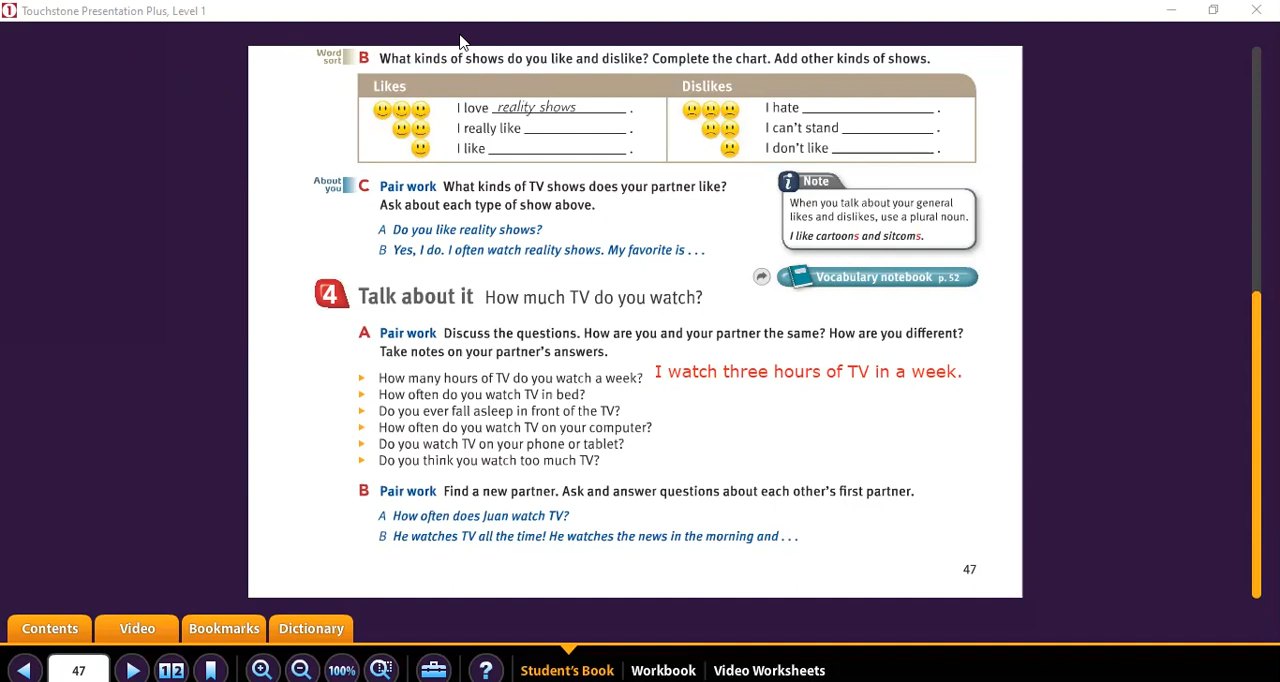 Touchstone Presentation Plus, Level 1
Word sort B What kinds of shows do you like and dislike? Complete the chart. Add other kinds of shows.
Likes Dislikes
I love reality shows . I hate .
I really like . I can't stand .
I like . I don't like .
About you C Pair work What kinds of TV shows does your partner like?
Ask about each type of show above.
A Do you like reality shows?
B Yes, I do. I often watch reality shows. My favorite is . . .
i Note
When you talk about your general
likes and dislikes, use a plural noun.
I like cartoons and sitcoms.
Vocabulary notebook p. 52
4 Talk about it How much TV do you watch?
A Pair work Discuss the questions. How are you and your partner the same? How are you different?
Take notes on your partner's answers.
How many hours of TV do you watch a week? I watch three hours of TV in a week.
How often do you watch TV in bed?
Do you ever fall asleep in front of the TV?
How often do you watch TV on your computer?
Do you watch TV on your phone or tablet?
Do you think you watch too much TV?
B Pair work Find a new partner. Ask and answer questions about each other's first partner.
A How often does Juan watch TV?
B He watches TV all the time! He watches the news in the morning and . . .
47
Contents Video Bookmarks Dictionary
47 1 2 100% ? Student's Book Workbook Video Worksheets